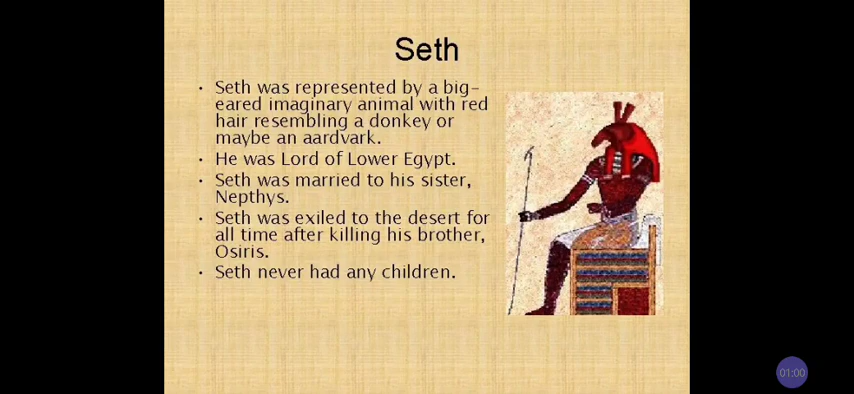 Seth
• Seth was represented by a big-
eared imaginary animal with red
hair resembling a donkey or
maybe an aardvark.
• He was Lord of Lower Egypt.
• Seth was married to his sister,
Nepthys.
• Seth was exiled to the desert for
all time after killing his brother,
Osiris.
• Seth never had any children.
01:00